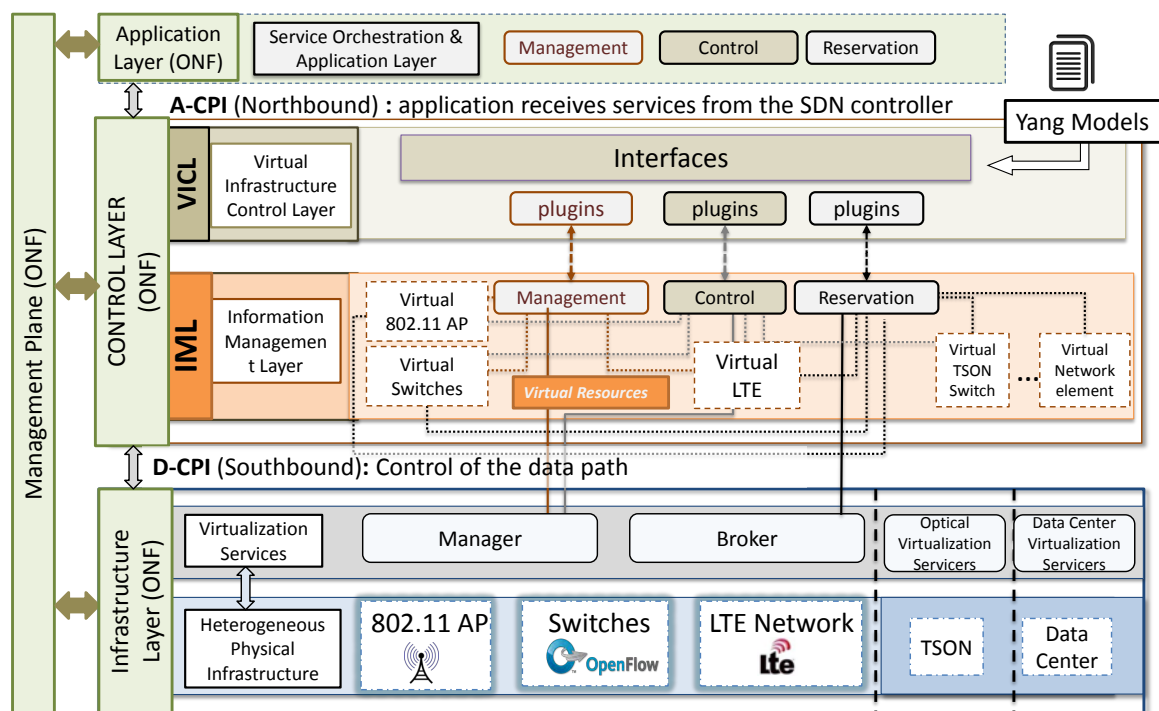 Management Plane (ONF)
Application
Layer (ONF)
Service Orchestration &
Application Layer
Management
Control
Reservation
A-CPI (Northbound) : application receives services from the SDN controller
Yang Models
CONTROL LAYER
(ONF)
VICL
Virtual
Infrastructure
Control Layer
Interfaces
plugins
plugins
plugins
IML
Information
Managemen
t Layer
Virtual
802.11 AP
Management
Control
Reservation
Virtual
Switches
Virtual Resources
Virtual
LTE
Virtual
TSON
Switch
...
Virtual
Network
element
D-CPI (Southbound): Control of the data path
Infrastructure
Layer (ONF)
Virtualization
Services
Manager
Broker
Optical
Virtualization
Servicers
Data Center
Virtualization
Servicers
Heterogeneous
Physical
Infrastructure
802.11 AP
Switches
OpenFlow
LTE Network
Lte
TSON
Data
Center